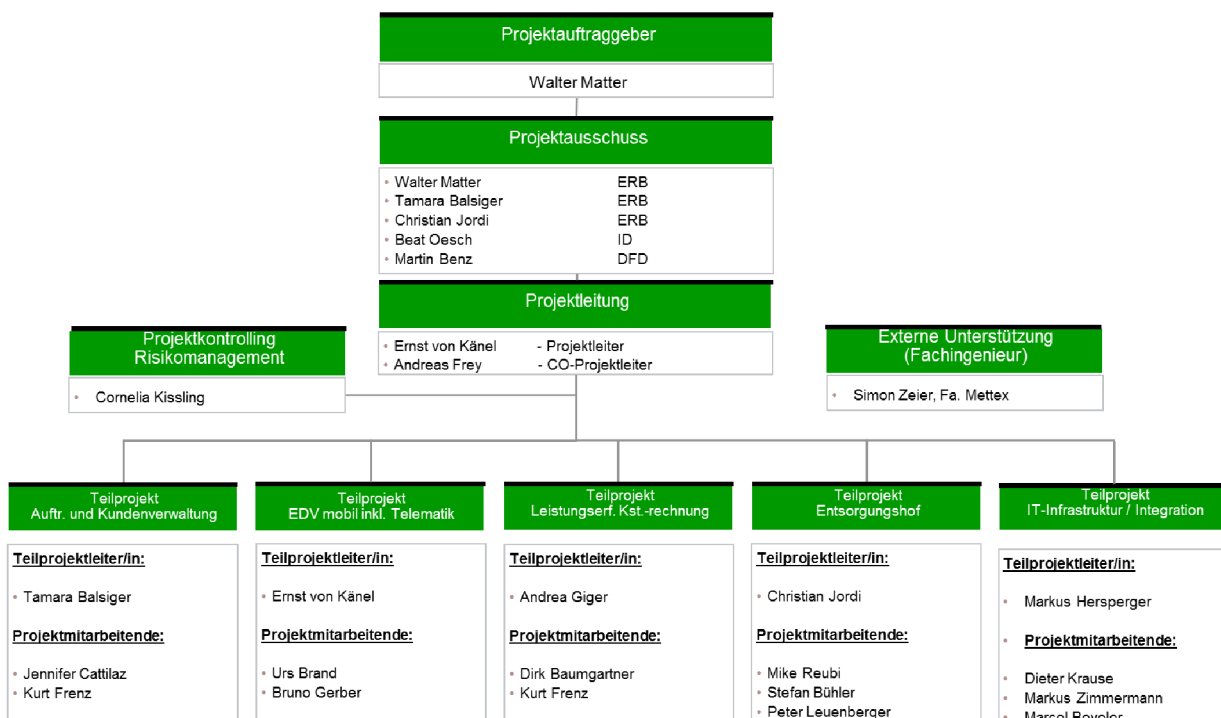 Projektauftraggeber
Walter Matter
Projektausschuss
• Walter Matter ERB
• Tamara Balsiger ERB
• Christian Jordi ERB
• Beat Oesch ID
• Martin Benz DFD
Projektleitung
• Ernst von Känel - Projektleiter
• Andreas Frey - CO-Projektleiter
Projektkontrolling
Risikomanagement
• Cornelia Kissling
Externe Unterstützung
(Fachingenieur)
• Simon Zeier, Fa. Mettex
Teilprojekt
Auftr. und Kundenverwaltung
Teilprojektleiter/in:
• Tamara Balsiger
Projektmitarbeitende:
• Jennifer Cattilaz
• Kurt Frenz
Teilprojekt
EDV mobil inkl. Telematik
Teilprojektleiter/in:
• Ernst von Känel
Projektmitarbeitende:
• Urs Brand
• Bruno Gerber
Teilprojekt
Leistungserf. Kst.-rechnung
Teilprojektleiter/in:
• Andrea Giger
Projektmitarbeitende:
• Dirk Baumgartner
• Kurt Frenz
Teilprojekt
Entsorgungshof
Teilprojektleiter/in:
• Christian Jordi
Projektmitarbeitende:
• Mike Reubi
• Stefan Bühler
• Peter Leuenberger
Teilprojekt
IT-Infrastruktur / Integration
Teilprojektleiter/in:
• Markus Hersperger
• Projektmitarbeitende:
• Dieter Krause
• Markus Zimmermann
• Marcel